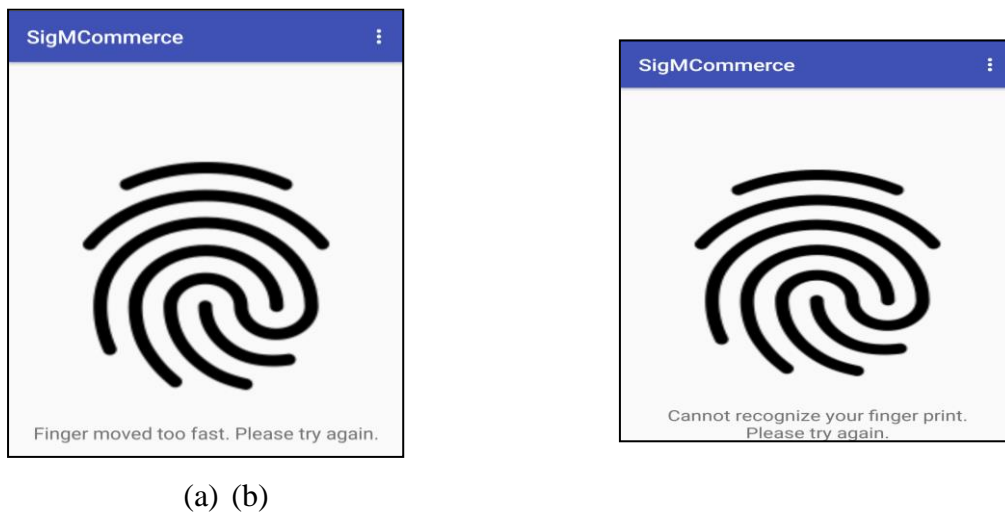 SigMCommerce
Finger moved too fast. Please try again.
SigMCommerce
Cannot recognize your finger print.
Please try again.
(a) (b)